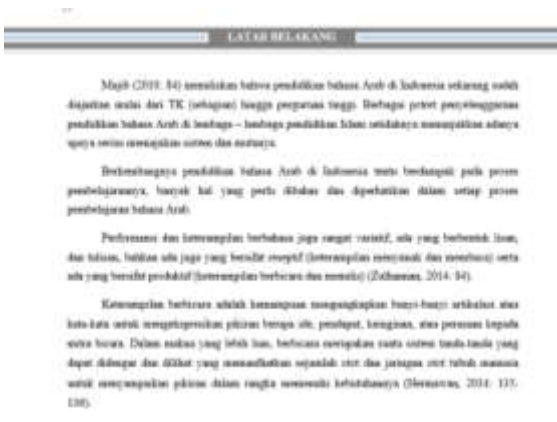 LATAR BELAKANG
Majib (2019: 84) menuliskan bahwa pendidikan bahasa Arab di Indonesia sekarang sudah
diajarkan mulai dari TK (sebagian) hingga perguruan tinggi. Berbagai potret penyelenggaraan
pendidikan bahasa Arab di lembaga – lembaga pendidikan Islam setidaknya menunjukkan adanya
upaya serius memajukan sistem dan mutunya.
Berkembangnya pendidikan bahasa Arab di Indonesia tentu berdampak pada proses
pembelajarannya, banyak hal yang perlu dibahas dan diperhatikan dalam setiap proses
pembelajaran bahasa Arab.
Performansi dan keterampilan berbahasa juga sangat variatif, ada yang berbentuk lisan,
dan tulisan, bahkan ada juga yang bersifat reseptif (keterampilan menyimak dan membaca) serta
ada yang bersifat produktif (keterampilan berbicara dan menulis) (Zulhannan, 2014: 84).
Keterampilan berbicara adalah kemampuan mengungkapkan bunyi-bunyi artikulasi atau
kata-kata untuk mengekspresikan pikiran berupa ide, pendapat, keinginan, atau perasaan kepada
mitra bicara. Dalam makna yang lebih luas, berbicara merupakan suatu sistem tanda-tanda yang
dapat didengar dan dilihat yang memanfaatkan sejumlah otot dan jaringan otot tubuh manusia
untuk menyampaikan pikiran dalam rangka memenuhi kebutuhannya (Hermawan, 2014: 135-
136).